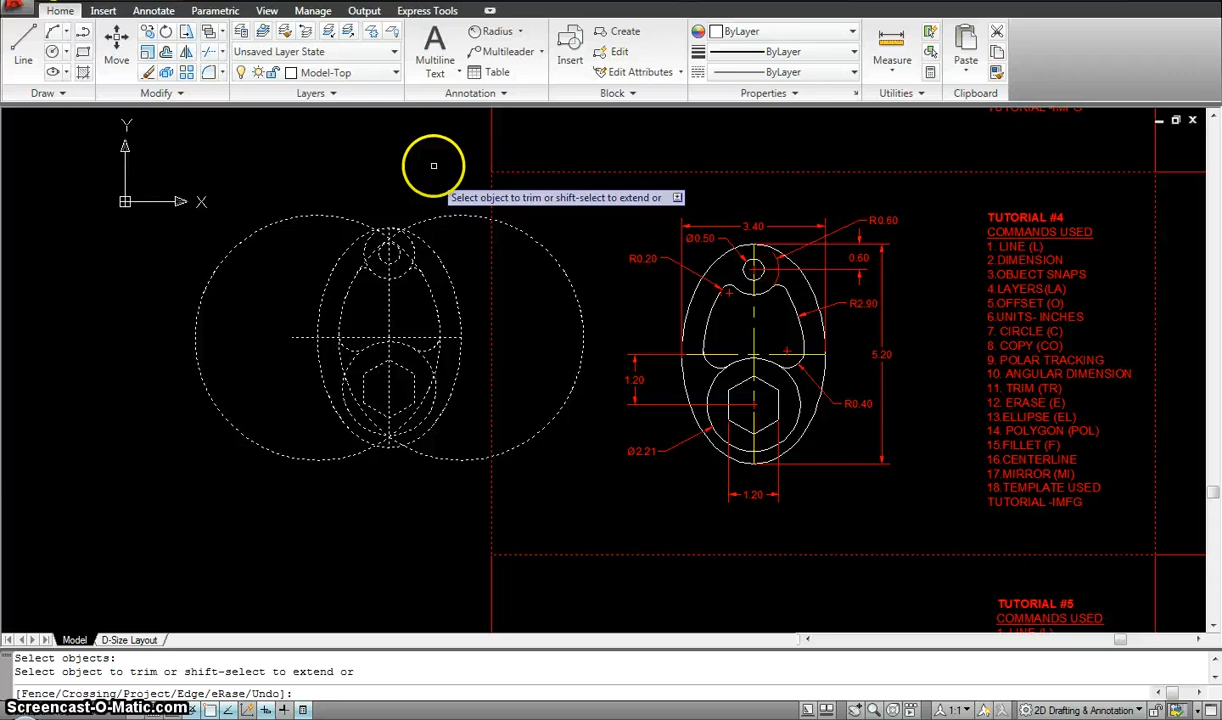 Home Insert Annotate Parametric View Manage Output Express Tools
Line
Move
Unsaved Layer State
Model-Top
Multiline
Text
Radius
Multileader
Table
Insert
Create
Edit
Edit Attributes
ByLayer
ByLayer
ByLayer
Measure
Paste
Draw Modify Layers Annotation Block Properties Utilities Clipboard
TUTORIAL -IMFG
Y
X
Select object to trim or shift-select to extend or
3.40
R0.60
Ø0.50
0.60
R0.20
R2.90
5.20
1.20
R0.40
Ø2.21
1.20
TUTORIAL #4
COMMANDS USED
1. LINE (L)
2.DIMENSION
3.OBJECT SNAPS
4.LAYERS(LA)
5.OFFSET (O)
6.UNITS- INCHES
7. CIRCLE (C)
8. COPY (CO)
9. POLAR TRACKING
10. ANGULAR DIMENSION
11. TRIM (TR)
12. ERASE (E)
13.ELLIPSE (EL)
14. POLYGON (POL)
15.FILLET (F)
16.CENTERLINE
17.MIRROR (MI)
18.TEMPLATE USED
TUTORIAL -IMFG
TUTORIAL #5
COMMANDS USED
1. LINE (L)
Model D-Size Layout
Select objects:
Select object to trim or shift-select to extend or
[Fence/Crossing/Project/Edge/eRase/Undo]:
Screencast-O-Matic.com
1:1
2D Drafting & Annotation